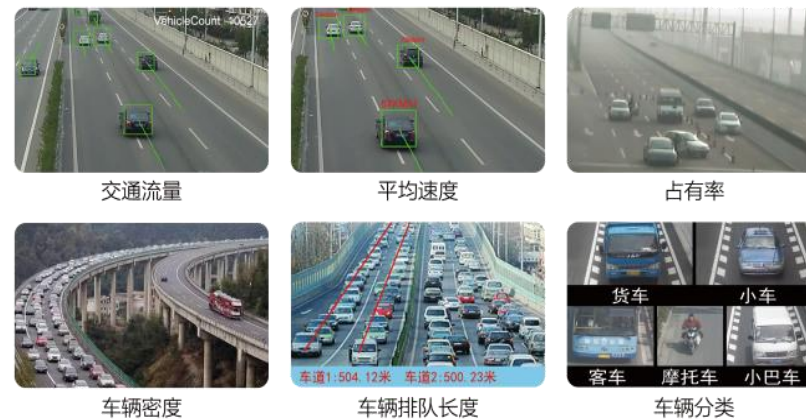 VehicleCount 10527
交通流量
平均速度
占有率
车辆密度
车道1:504.12米 车道2:500.23米
车辆排队长度
货车 小车
客车 摩托车 小巴车
车辆分类